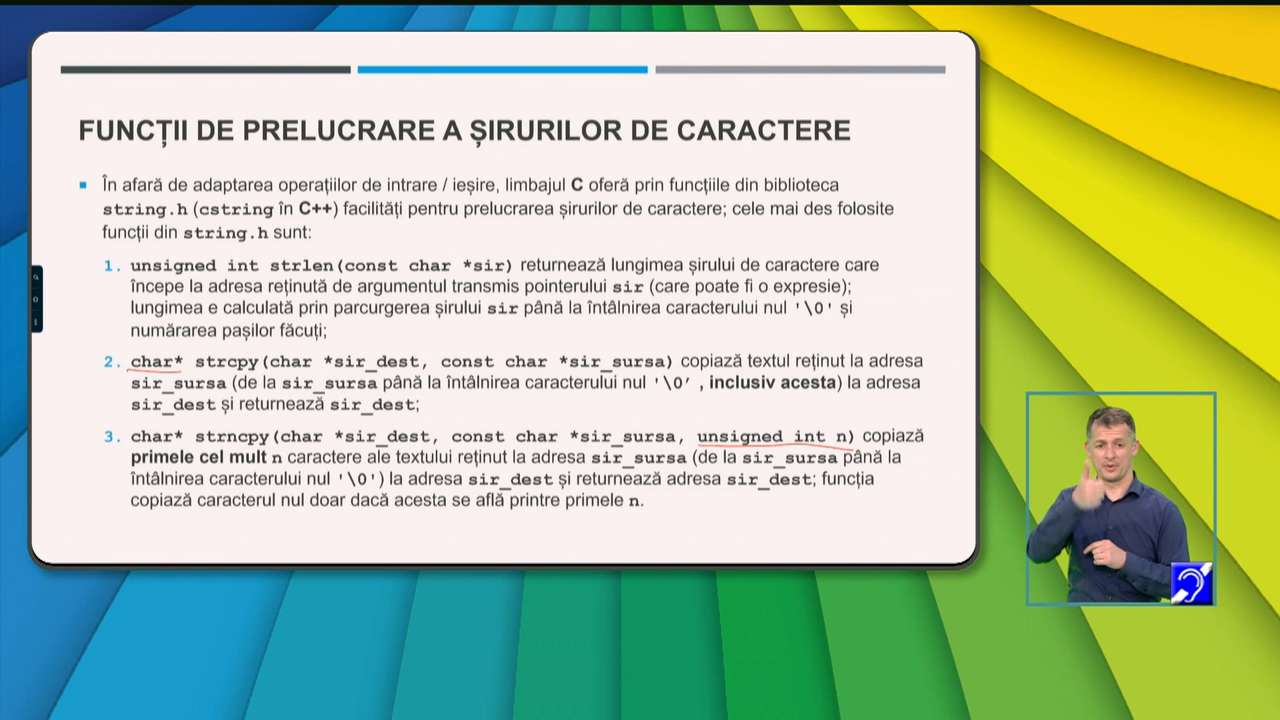 FUNCȚII DE PRELUCRARE A ȘIRURILOR DE CARACTERE
▪ În afară de adaptarea operațiilor de intrare / ieșire, limbajul C oferă prin funcțiile din biblioteca
string.h (cstring în C++) facilități pentru prelucrarea șirurilor de caractere; cele mai des folosite
funcții din string.h sunt:
1. unsigned int strlen(const char *sir) returnează lungimea șirului de caractere care
începe la adresa reținută de argumentul transmis pointerului sir (care poate fi o expresie);
lungimea e calculată prin parcurgerea șirului sir până la întâlnirea caracterului nul '\0' și
numărarea pașilor făcuți;
2. char* strcpy(char *sir_dest, const char *sir_sursa) copiază textul reținut la adresa
sir_sursa (de la sir_sursa până la întâlnirea caracterului nul '\0' , inclusiv acesta) la adresa
sir_dest și returnează sir_dest;
3. char* strncpy(char *sir_dest, const char *sir_sursa, unsigned int n) copiază
primele cel mult n caractere ale textului reținut la adresa sir_sursa (de la sir_sursa până la
întâlnirea caracterului nul '\0') la adresa sir_dest și returnează adresa sir_dest; funcția
copiază caracterul nul doar dacă acesta se află printre primele n.